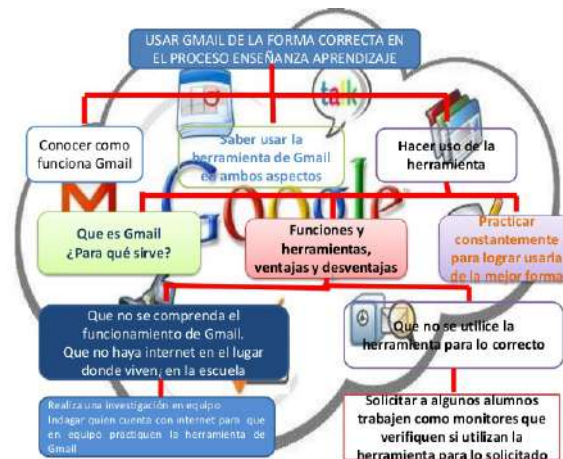 USAR GMAIL DE LA FORMA CORRECTA EN
EL PROCESO ENSEÑANZA APRENDIZAJE
talk
Conocer como
funciona Gmail
Saber usar la
herramienta de Gmail
en ambos aspectos
Hacer uso de la
herramienta
Google
Que es Gmail
¿Para qué sirve?
Funciones y
herramientas,
ventajas y desventajas
Practicar
constantemente
para lograr usarla
de la mejor forma
Que no se comprenda el
funcionamiento de Gmail.
Que no haya internet en el lugar
donde viven, en la escuela
Que no se utilice la
herramienta para lo correcto
Realiza una investigación en equipo
Indagar quien cuenta con internet para que
en equipo practiquen la herramienta de
Gmail
Solicitar a algunos alumnos
trabajen como monitores que
verifiquen si utilizan la
herramienta para lo solicitado